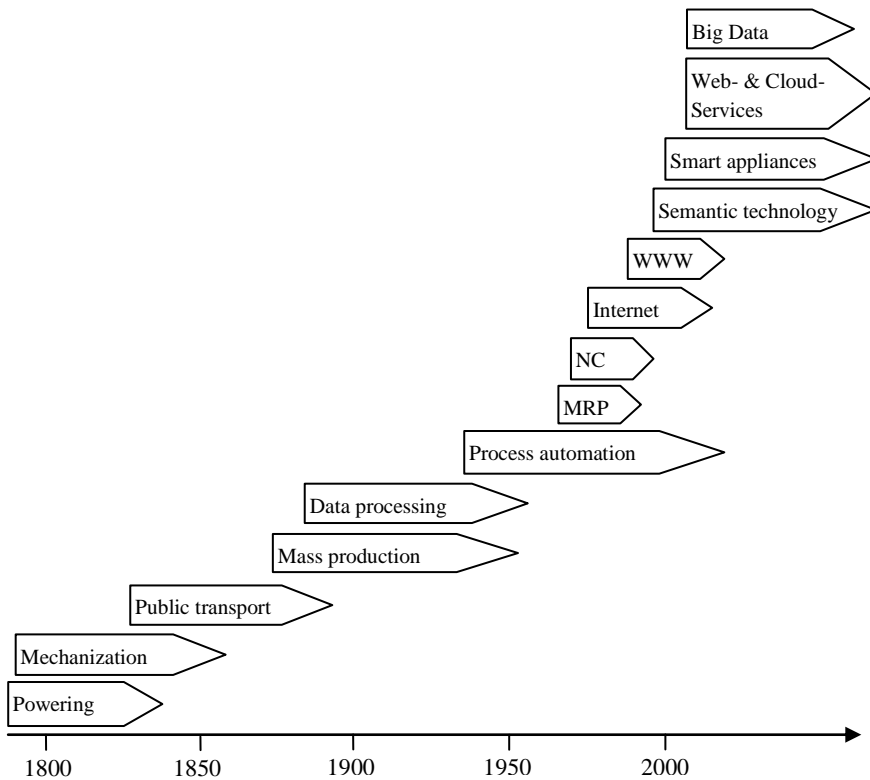 Big Data
Web- & Cloud-
Services
Smart appliances
Semantic technology
WWW
Internet
NC
MRP
Process automation
Data processing
Mass production
Public transport
Mechanization
Powering
1800 1850 1900 1950 2000